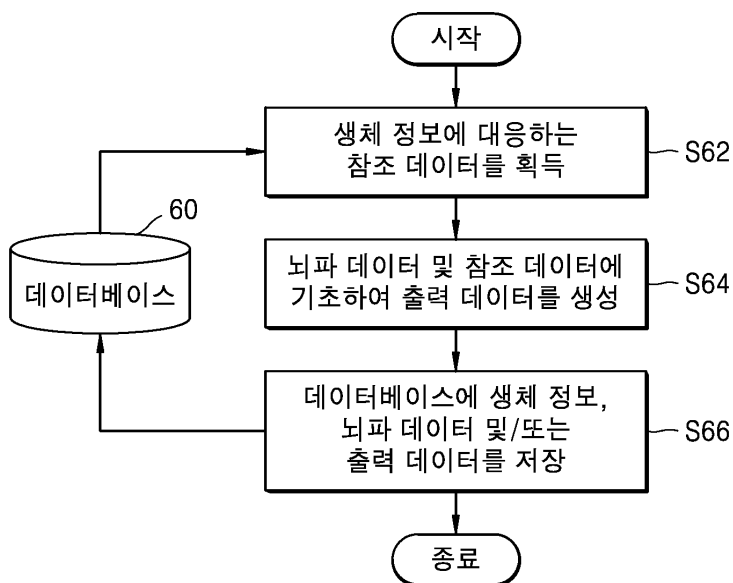 시작
생체 정보에 대응하는
참조 데이터를 획득
S62
60
데이터베이스
뇌파 데이터 및 참조 데이터에
기초하여 출력 데이터를 생성
S64
데이터베이스에 생체 정보,
뇌파 데이터 및/또는
출력 데이터를 저장
S66
종료